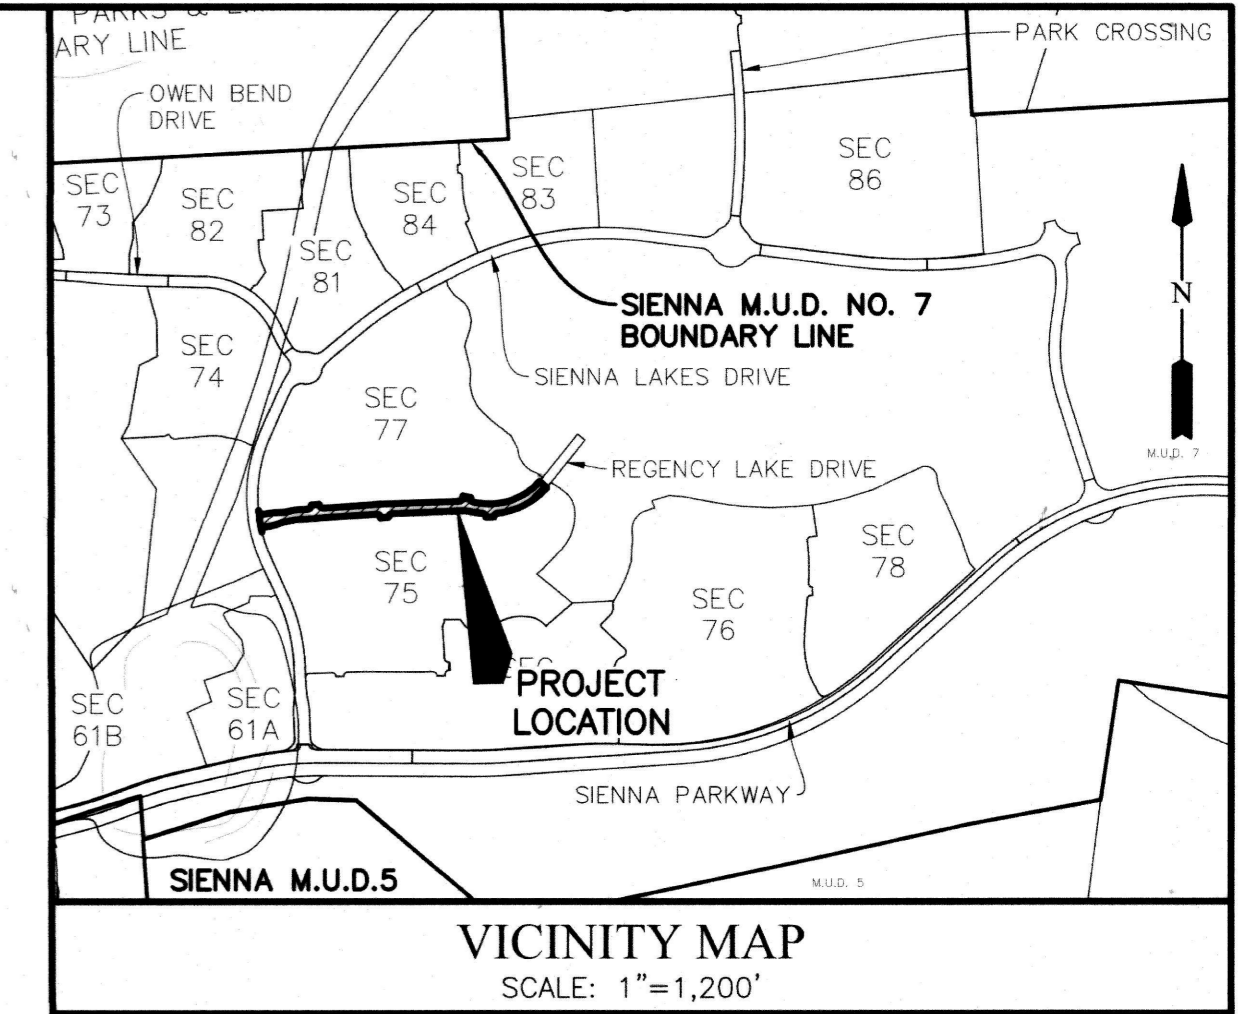 PARKS &
ARY LINE
PARK CROSSING
OWEN BEND
DRIVE
SEC
86
SEC
83
SEC
73
SEC
82
SEC
84
SEC
81
N
SIENNA M.U.D. NO. 7
BOUNDARY LINE
SEC
74
SIENNA LAKES DRIVE
SEC
77
M.U.D. 7
REGENCY LAKE DRIVE
SEC
78
SEC
75
SEC
76
SEC
PROJECT
LOCATION
SEC
61B
SEC
61A
SIENNA PARKWAY
SIENNA M.U.D.5
M.U.D. 5
VICINITY MAP
SCALE: 1"=1,200'